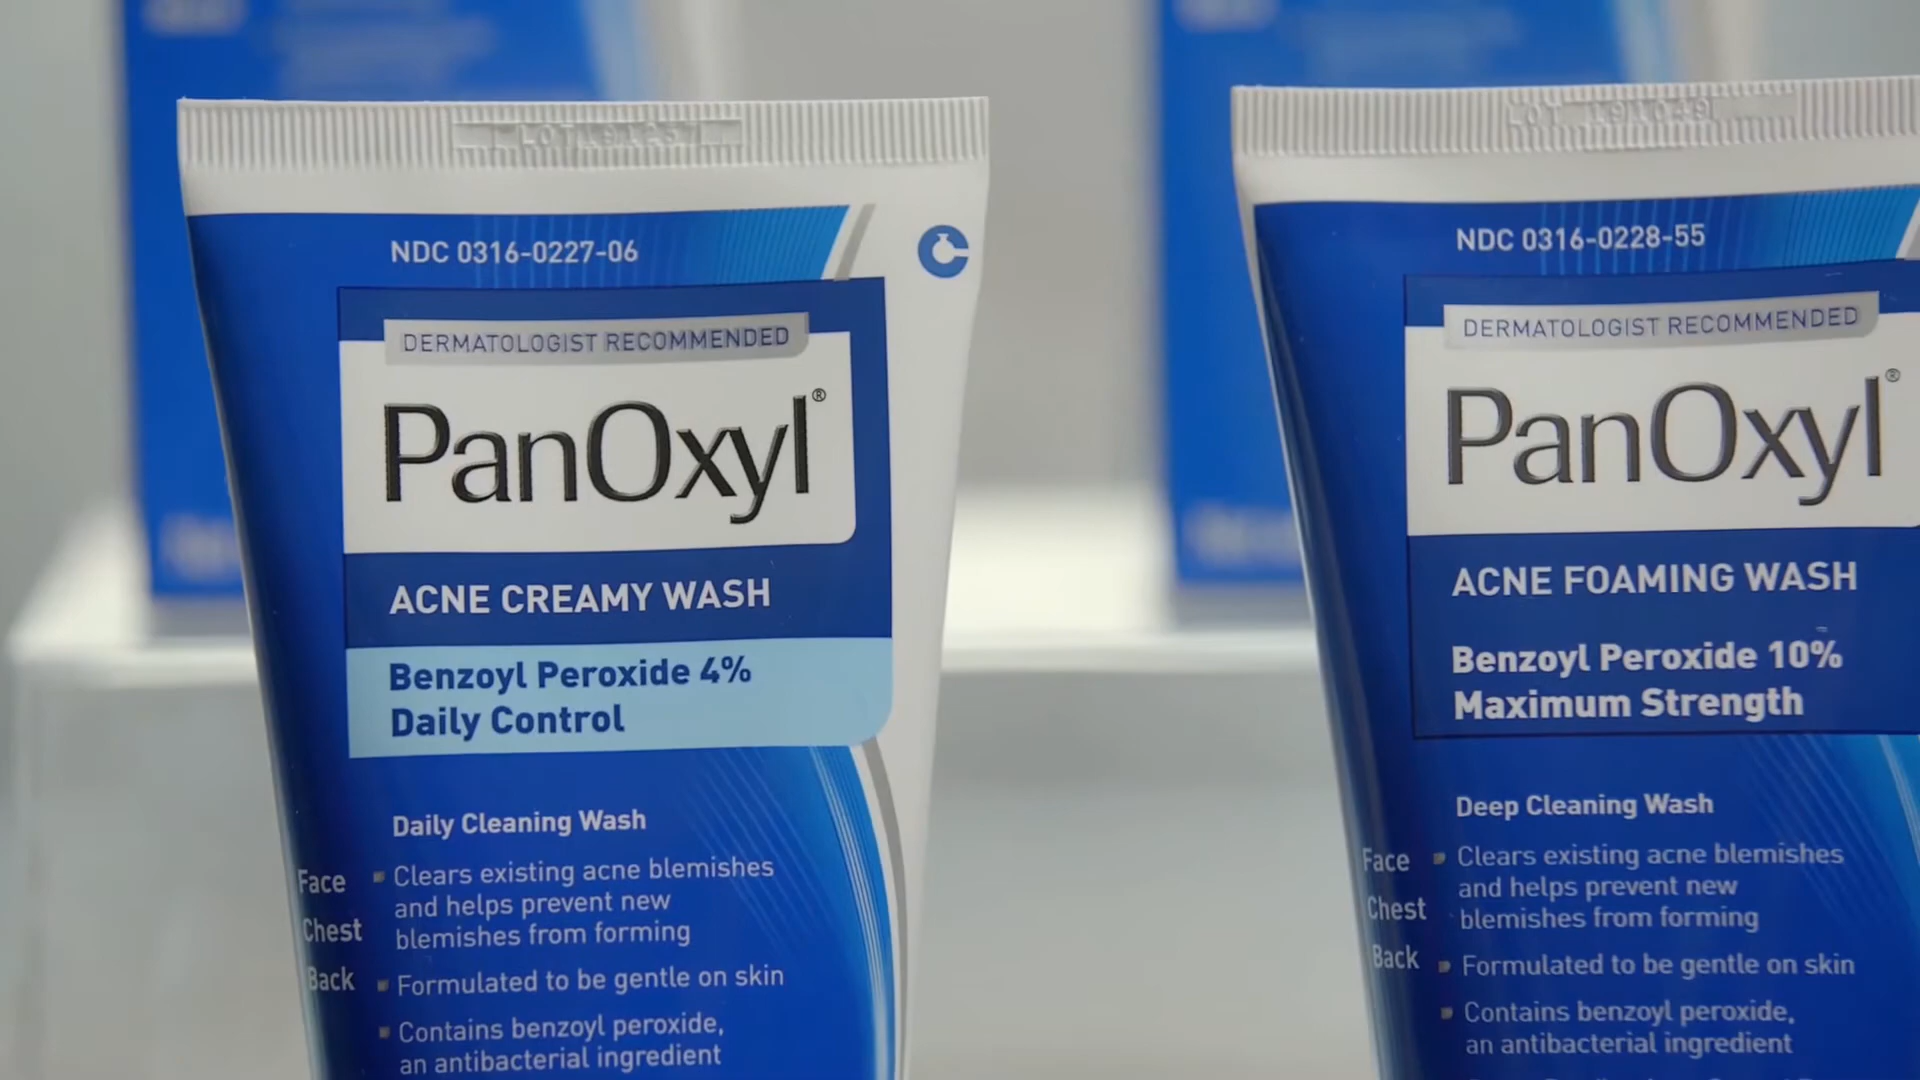 NDC 0316-0227-06
DERMATOLOGIST RECOMMENDED
PanOxyl®
ACNE CREAMY WASH
Benzoyl Peroxide 4%
Daily Control
Daily Cleaning Wash
Face
Chest
Back
Clears existing acne blemishes
and helps prevent new
blemishes from forming
Formulated to be gentle on skin
Contains benzoyl peroxide,
an antibacterial ingredient
LOT
NDC 0316-0228-55
DERMATOLOGIST RECOMMENDED
PanOxyl®
ACNE FOAMING WASH
Benzoyl Peroxide 10%
Maximum Strength
Deep Cleaning Wash
Face
Chest
Back
Clears existing acne blemishes
and helps prevent new
blemishes from forming
Formulated to be gentle on skin
Contains benzoyl peroxide,
an antibacterial ingredient